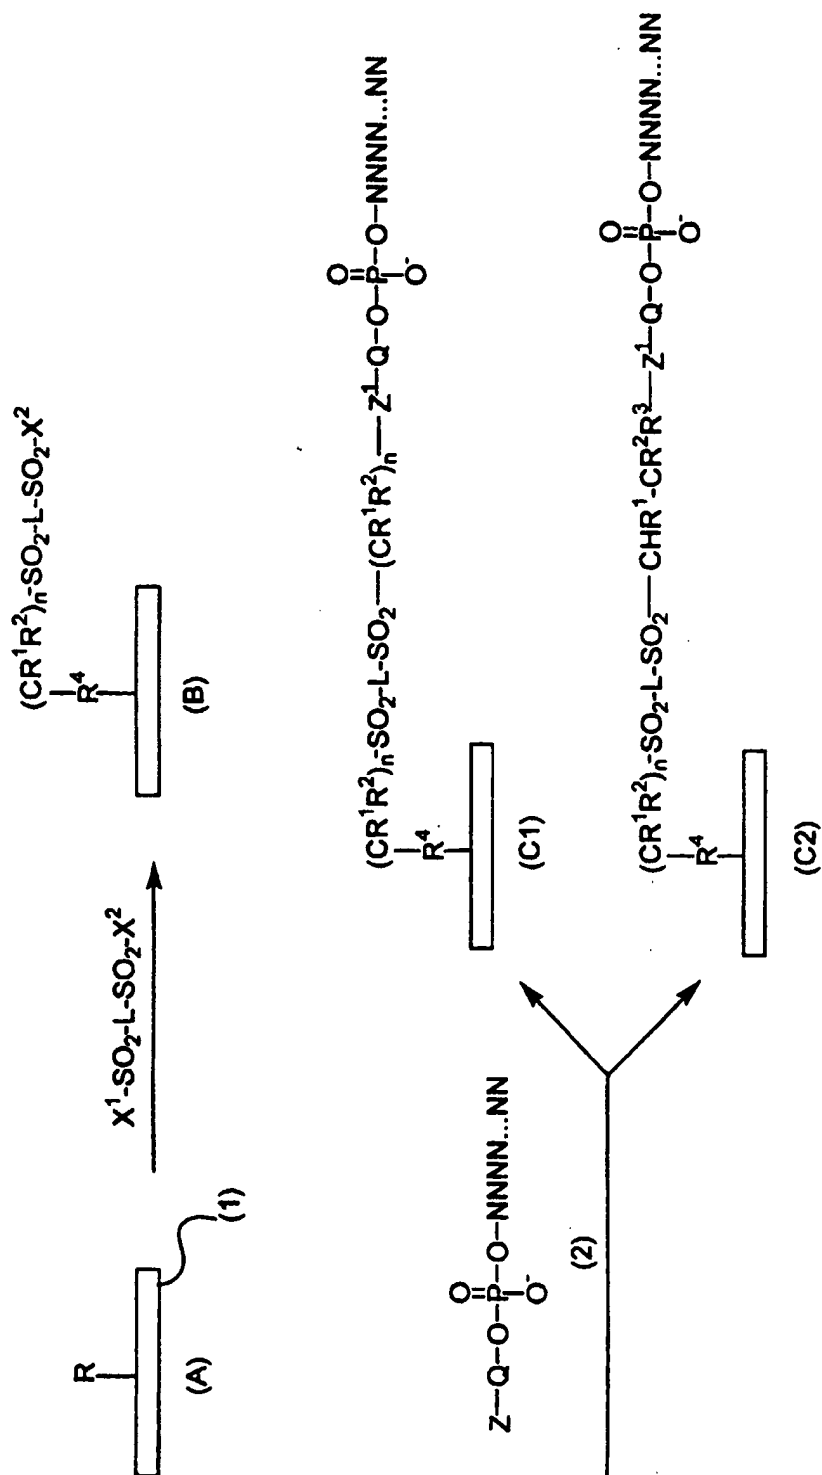 R
(A)
(1)
X¹-SO₂-L-SO₂-X²
(CR¹R²)ₙ-SO₂-L-SO₂-X²
R⁴
(B)
O
Z—Q—O—P—O—NNNN...NN
O⁻
(2)
O
(CR¹R²)ₙ-SO₂-L-SO₂—(CR¹R²)ₙ—Z¹—Q—O—P—O—NNNN...NN
O⁻
R⁴
(C1)
O
(CR¹R²)ₙ-SO₂-L-SO₂—CHR¹-CR²R³—Z¹—Q—O—P—O—NNNN...NN
O⁻
R⁴
(C2)